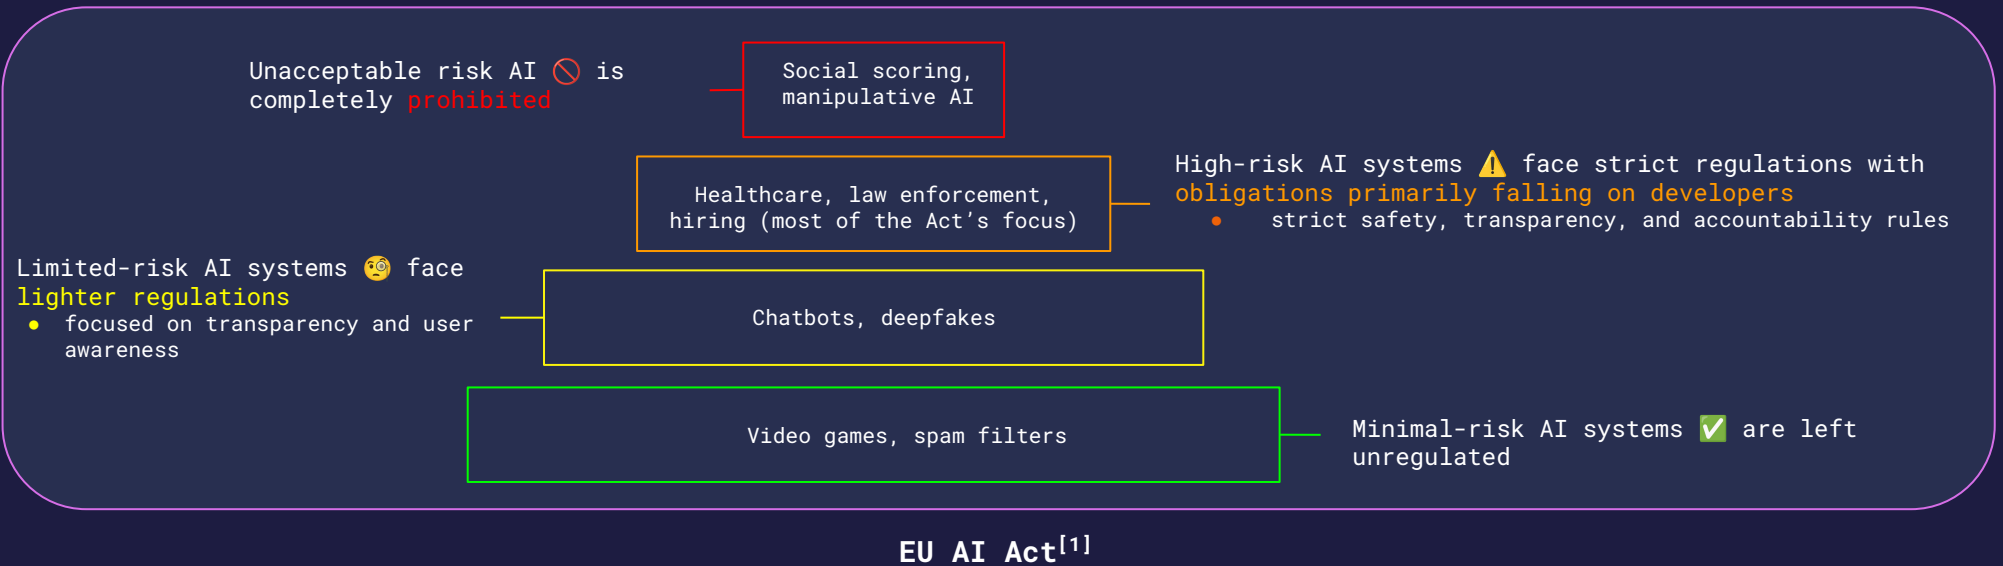 Unacceptable risk AI 🚫 is
completely prohibited
Social scoring,
manipulative AI
Healthcare, law enforcement,
hiring (most of the Act’s focus)
High-risk AI systems ⚠️ face strict regulations with
obligations primarily falling on developers
● strict safety, transparency, and accountability rules
Limited-risk AI systems 🧐 face
lighter regulations
● focused on transparency and user
awareness
Chatbots, deepfakes
Video games, spam filters
Minimal-risk AI systems ✅ are left
unregulated
EU AI Act[1]